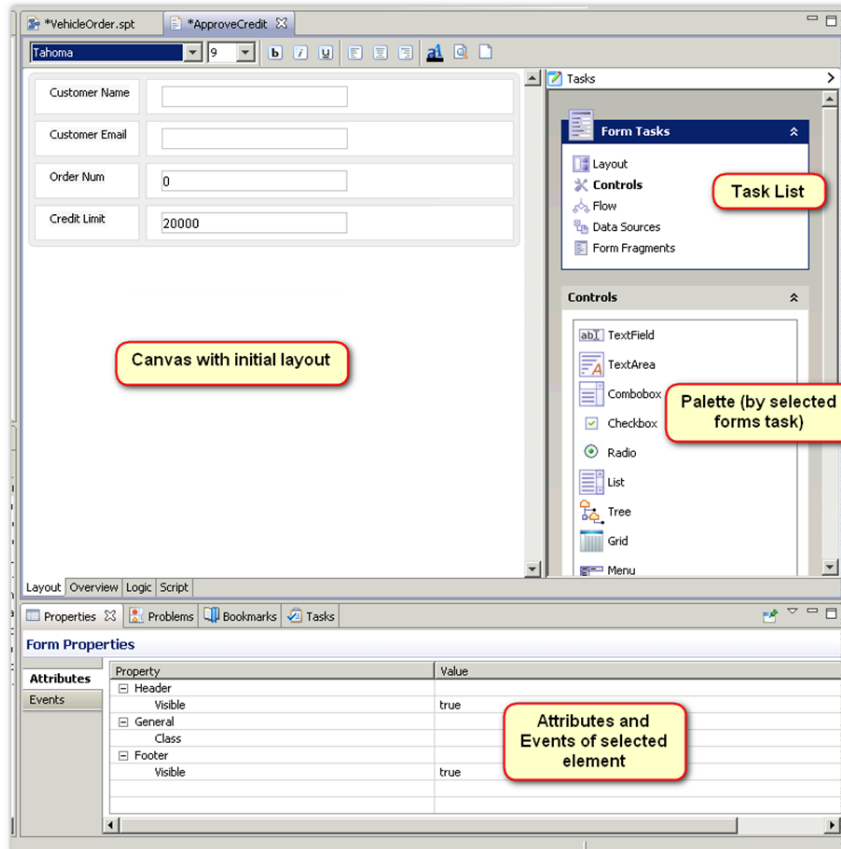 *VehicleOrder.spt
*ApproveCredit
Tahoma
9
b
i
u
a
Customer Name
Customer Email
Order Num
0
Credit Limit
20000
Canvas with initial layout
Tasks
Form Tasks
Layout
Controls
Flow
Data Sources
Form Fragments
Task List
Controls
TextField
TextArea
Combobox
Checkbox
Radio
List
Tree
Grid
Menu
Palette (by selected
forms task)
Layout Overview Logic Script
Properties Problems Bookmarks Tasks
Form Properties
Attributes
Events
Property Value
Header
Visible true
General
Class
Footer
Visible true
Attributes and
Events of selected
element